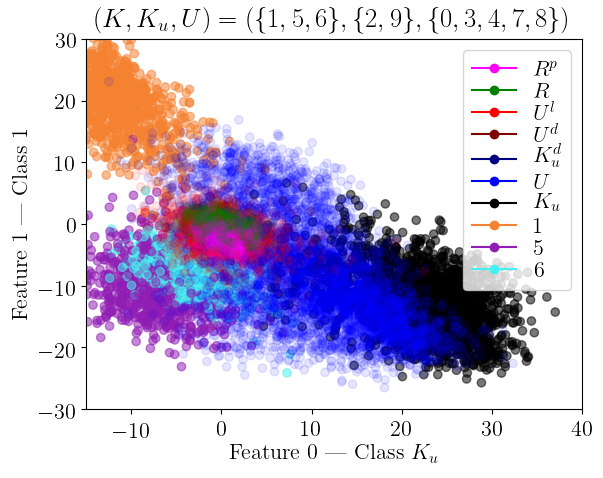 (K, K_u, U) = ({1, 5, 6}, {2, 9}, {0, 3, 4, 7, 8})
30
20
10
0
−10
−20
−30
Feature 1 — Class 1
R^p
R
U^l
U^d
K_u^d
U
K_u
1
5
6
−10 0 10 20 30 40
Feature 0 — Class K_u